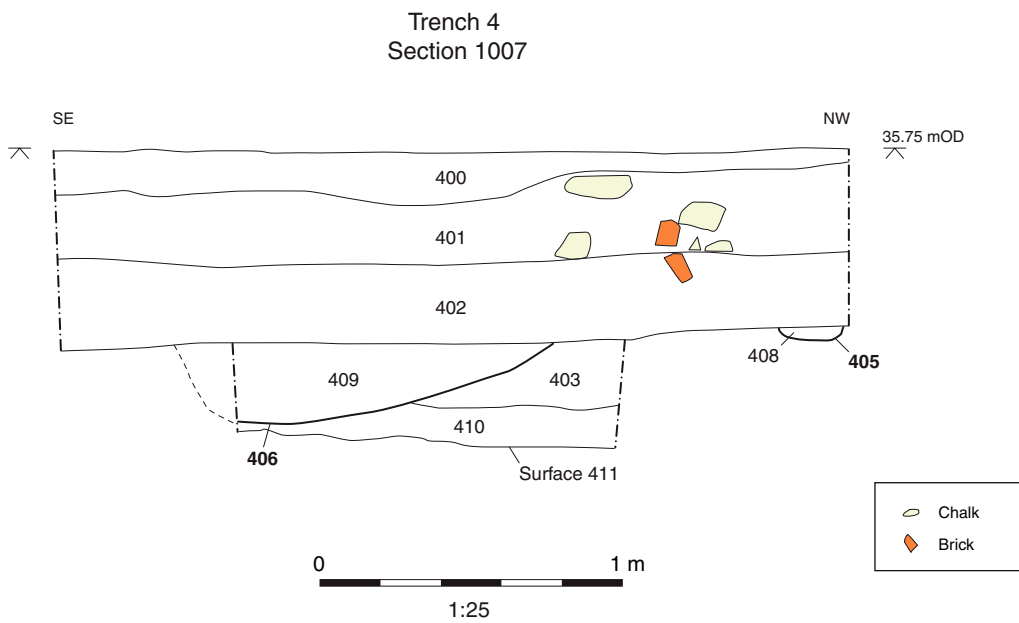 Trench 4
Section 1007
SE
NW
35.75 mOD
400
401
402
408
405
409
403
410
406
Surface 411
Chalk
Brick
0
1 m
1:25